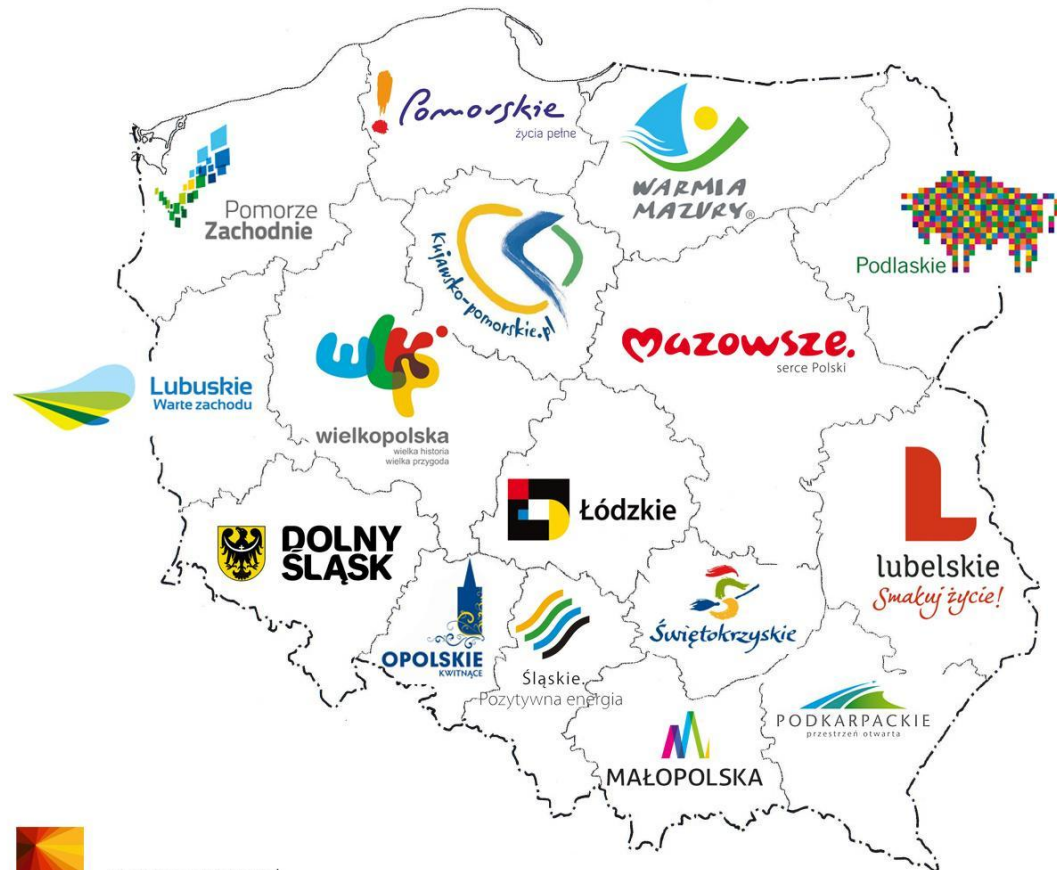 Pomorskie
życia pełne
Pomorze
Zachodnie
WARMIA
MAZURY®
Podlaskie
Kujawsko-pomorskie.pl
mazowsze.
serce Polski
Lubuskie
Warte zachodu
wlkp
wielkopolska
wielka historia
wielka przygoda
Łódzkie
L
lubelskie
Smakuj życie!
DOLNY
ŚLĄSK
OPOLSKIE
KWITNĄCE
Śląskie.
Pozytywna energia
Świętokrzyskie
PODKARPACKIE
przestrzeń otwarta
MAŁOPOLSKA